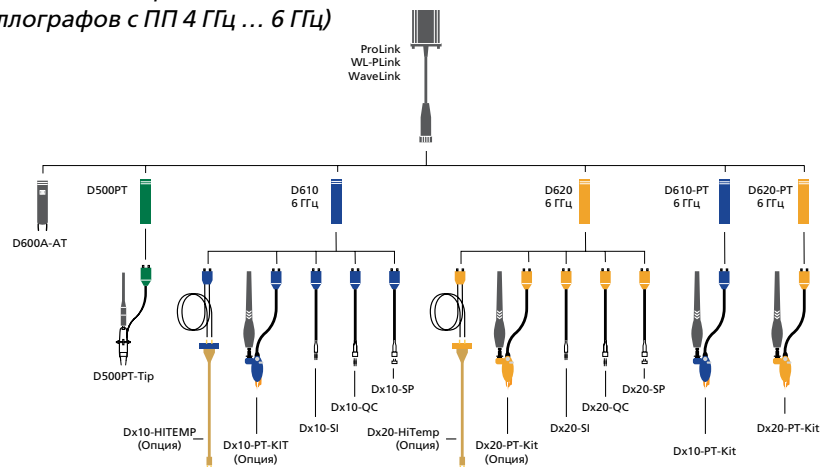 ллографов с ПП 4 ГГц ... 6 ГГц)
ProLink
WL-PLink
WaveLink
D500PT
D610
6 ГГц
D620
6 ГГц
D610-PT
6 ГГц
D620-PT
6 ГГц
D600A-AT
D500PT-Tip
Dx10-SP
Dx20-SP
Dx10-QC
Dx20-QC
Dx10-HITEMP
(Опция)
Dx10-PT-KIT
(Опция)
Dx10-SI
Dx20-HiTemp
(Опция)
Dx20-PT-Kit
(Опция)
Dx20-SI
Dx10-PT-Kit
Dx20-PT-Kit